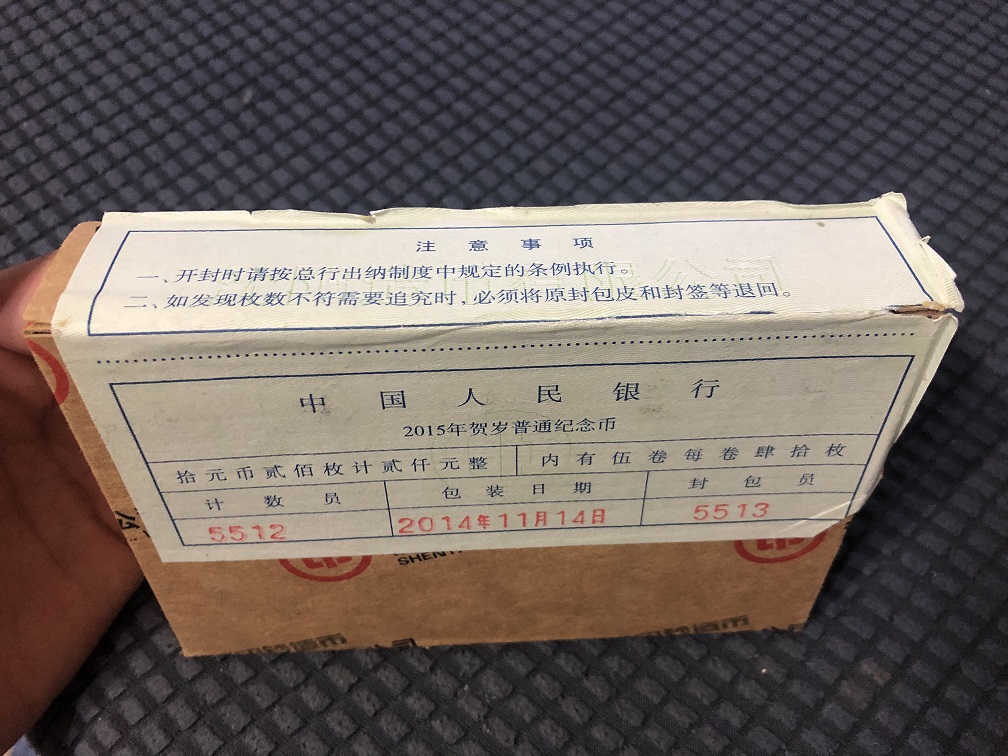 注意事项
一、开封时请按总行出纳制度中规定的条例执行。
二、如发现枚数不符需要追究时，必须将原封包皮和封签等退回。
中国人民银行
2015年贺岁普通纪念币
拾元币贰佰枚计贰仟元整 内有伍卷每卷肆拾枚
计数员 包装日期 封包员
5512 2014年11月14日 5513
SHEN
公司